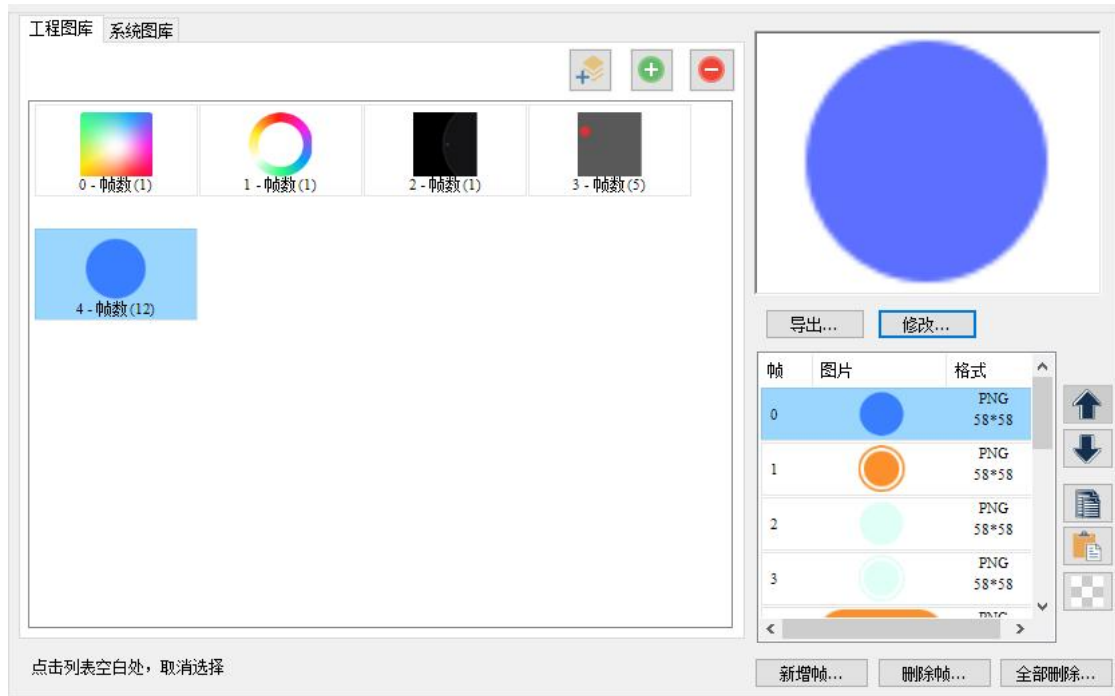 工程图库 系统图库
0 - 帧数(1) 1 - 帧数(1) 2 - 帧数(1) 3 - 帧数(5)
4 - 帧数(12)
导出... 修改...
帧 图片 格式
0 PNG
58*58
1 PNG
58*58
2 PNG
58*58
3 PNG
58*58
PNG
点击列表空白处，取消选择
新增帧... 删除帧... 全部删除...